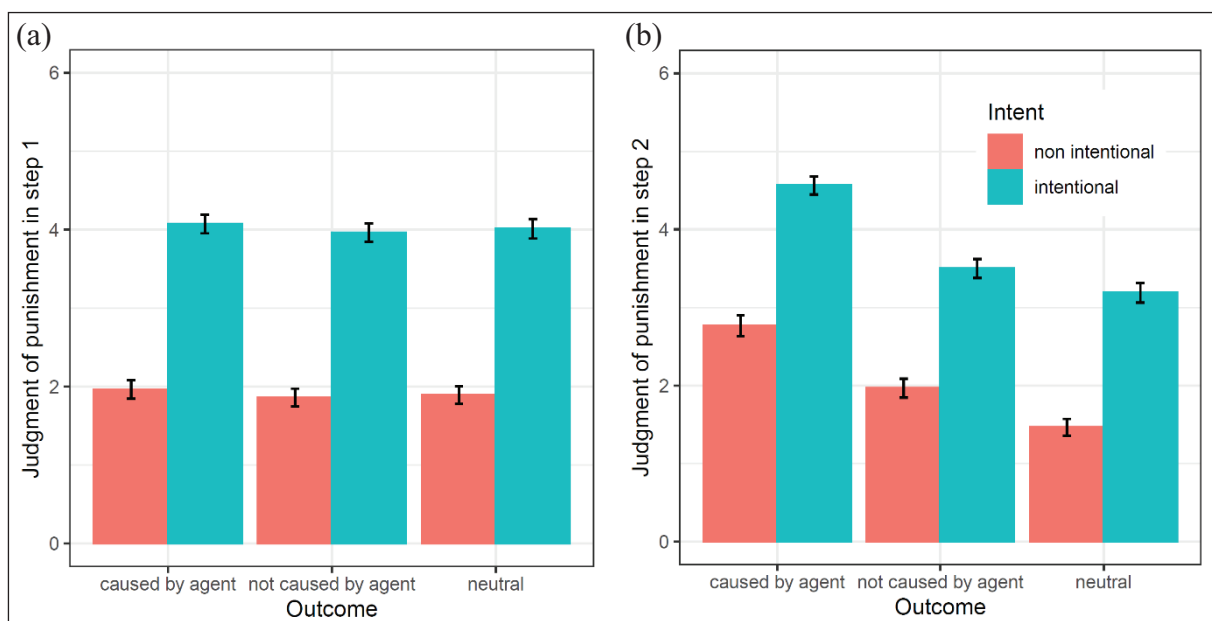 (a)
Judgment of punishment in step 1
6
4
2
0
caused by agent
not caused by agent
neutral
Outcome
(b)
Judgment of punishment in step 2
6
4
2
0
Intent
non intentional
intentional
caused by agent
not caused by agent
neutral
Outcome